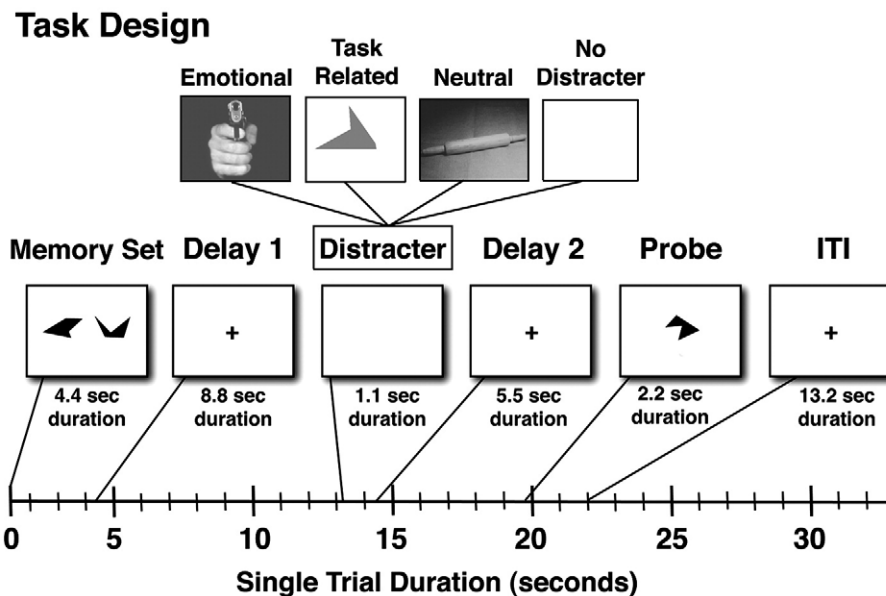 Task Design
Emotional
Task
Related
Neutral
No
Distracter
Memory Set
Delay 1
Distracter
Delay 2
Probe
ITI
+
+
+
4.4 sec
duration
8.8 sec
duration
1.1 sec
duration
5.5 sec
duration
2.2 sec
duration
13.2 sec
duration
0 5 10 15 20 25 30
Single Trial Duration (seconds)